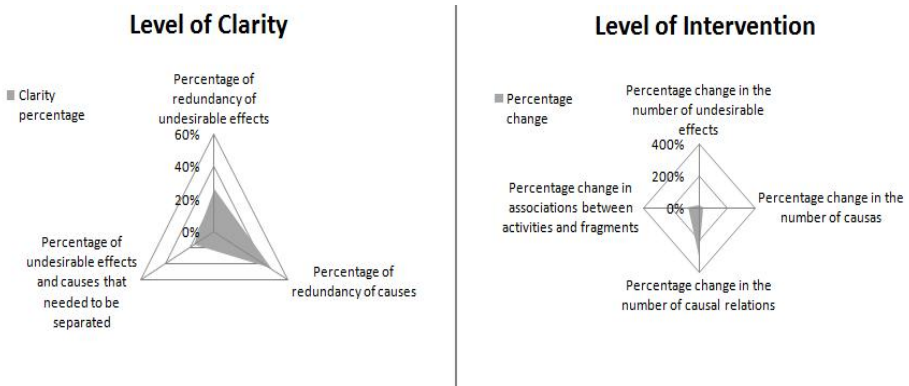 Level of Clarity
Clarity
percentage
Percentage of
redundancy of
undesirable effects
60%
40%
20%
0%
Percentage of
undesirable effects
and causes that
needed to be
separated
Percentage of
redundancy of causes
Level of Intervention
Percentage
change
Percentage change in the
number of undesirable
effects
400%
200%
0%
Percentage change in
associations between
activities and fragments
Percentage change in the
number of causas
Percentage change in the
number of causal relations